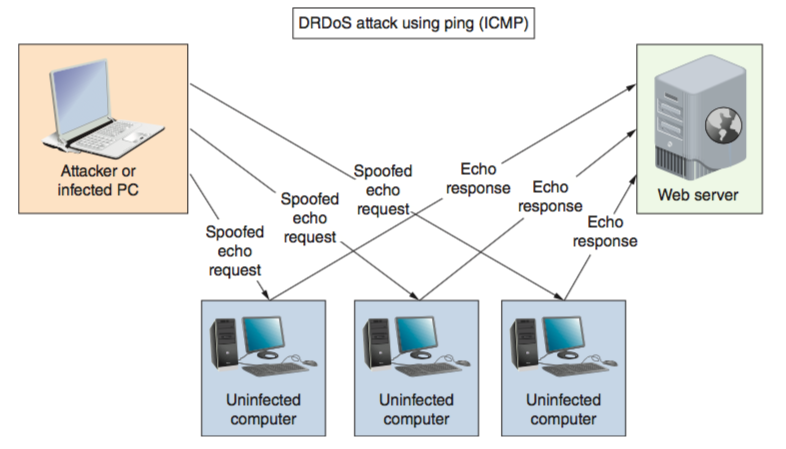 DRDoS attack using ping (ICMP)
Attacker or
infected PC
Web server
Spoofed
echo
request
Spoofed
echo
request
Spoofed
echo
request
Echo
response
Echo
response
Echo
response
Uninfected
computer
Uninfected
computer
Uninfected
computer